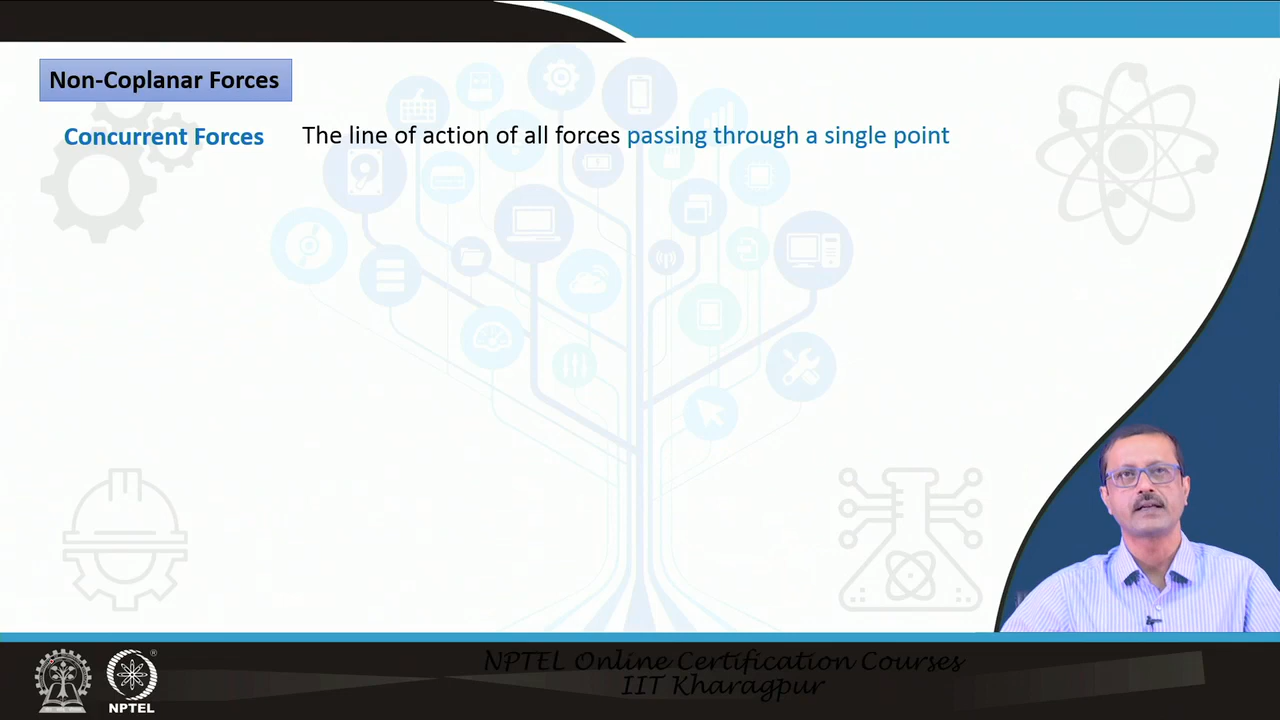 Non-Coplanar Forces
Concurrent Forces The line of action of all forces passing through a single point
NPTEL Online Certification Courses
IIT Kharagpur
NPTEL